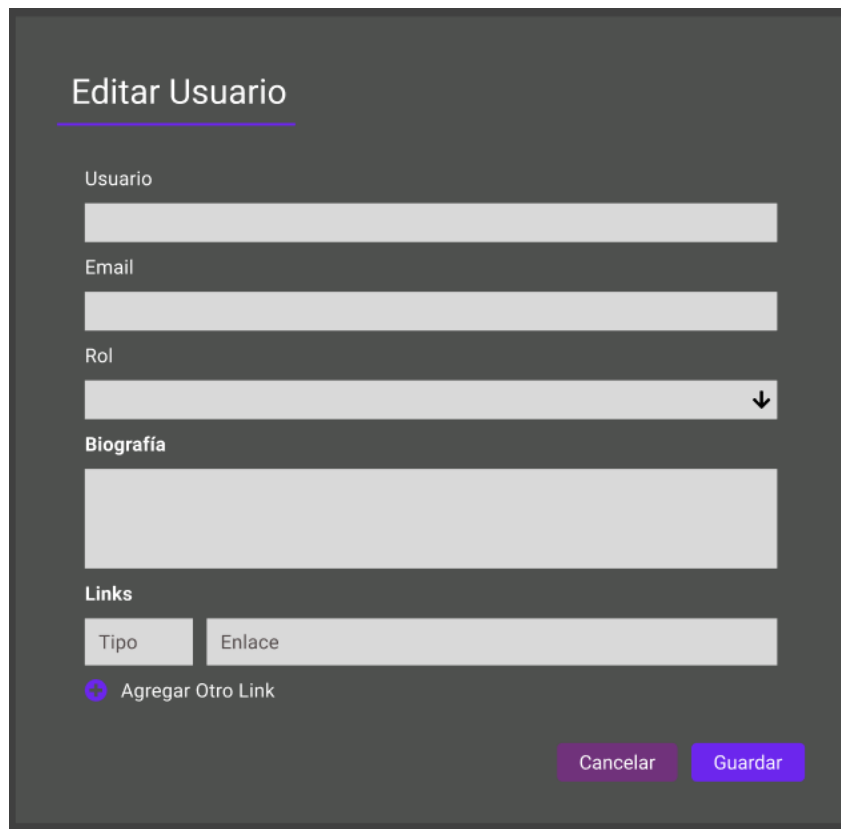 Editar Usuario
Usuario
Email
Rol
Biografía
Links
Tipo Enlace
Agregar Otro Link
Cancelar Guardar